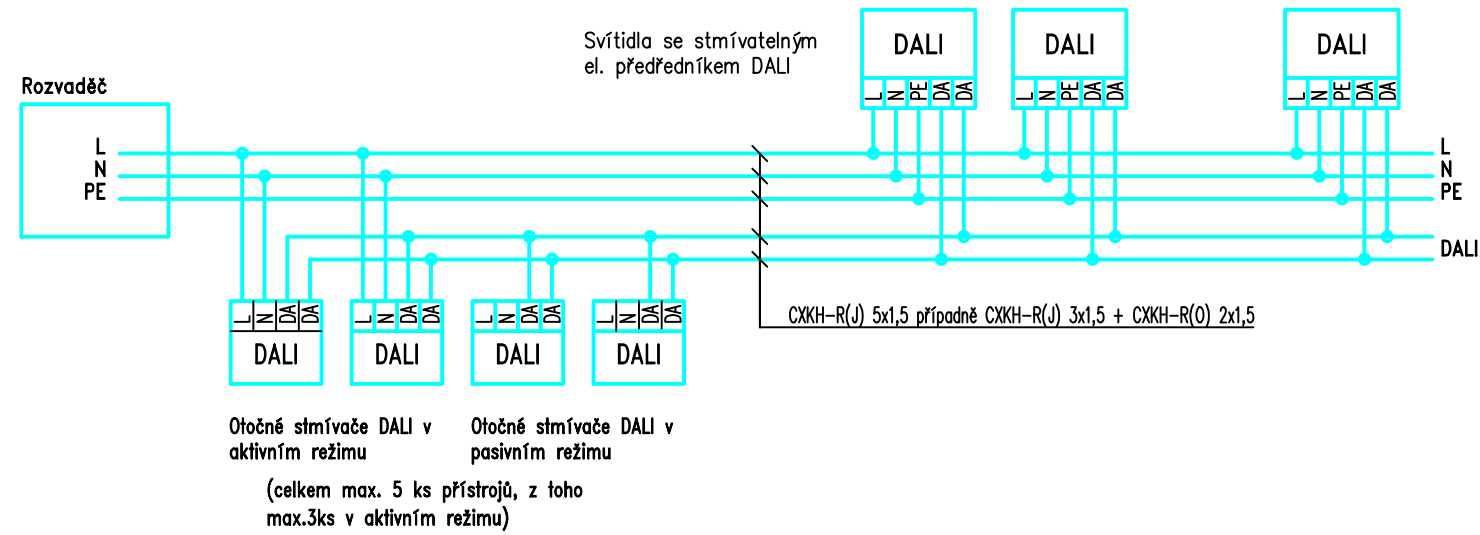 Svítidla se stmívatelným
el. předředníkem DALI
DALI
DALI
DALI
L N PE DA DA
L N PE DA DA
L N PE DA DA
Rozvaděč
L
N
PE
L
N
PE
DALI
L N DA DA
L N DA DA
L N DA DA
L N DA DA
DALI
DALI
DALI
DALI
CXKH-R(J) 5x1,5 případně CXKH-R(J) 3x1,5 + CXKH-R(O) 2x1,5
Otočné stmívače DALI v
aktivním režimu
Otočné stmívače DALI v
pasivním režimu
(celkem max. 5 ks přístrojů, z toho
max.3ks v aktivním režimu)